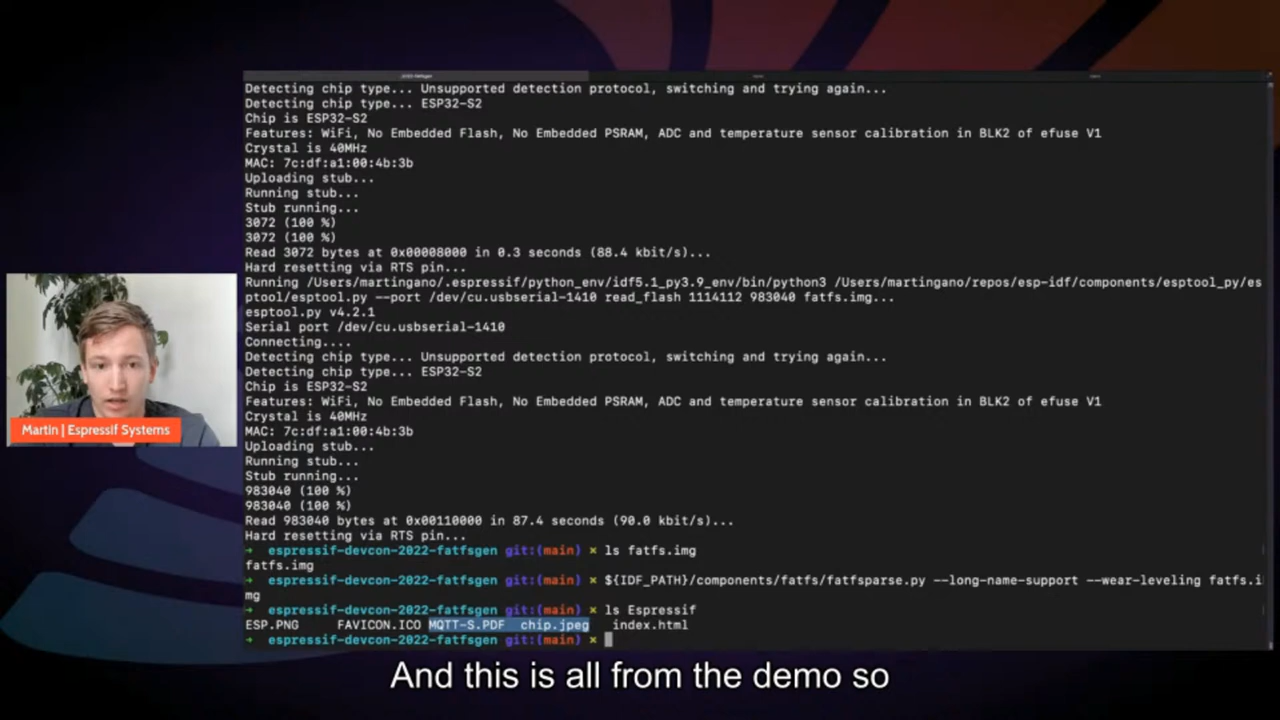 Detecting chip type... Unsupported detection protocol, switching and trying again...
Detecting chip type... ESP32-S2
Chip is ESP32-S2
Features: WiFi, No Embedded Flash, No Embedded PSRAM, ADC and temperature sensor calibration in BLK2 of efuse V1
Crystal is 40MHz
MAC: 7c:df:a1:00:4b:3b
Uploading stub...
Running stub...
Stub running...
3072 (100 %)
3072 (100 %)
Read 3072 bytes at 0x00008000 in 0.3 seconds (88.4 kbit/s)...
Hard resetting via RTS pin...
Running /Users/martingano/.espressif/python_env/idf5.1_py3.9_env/bin/python3 /Users/martingano/repos/esp-idf/components/esptool_py/es
ptool/esptool.py --port /dev/cu.usbserial-1410 read_flash 1114112 983040 fatfs.img...
esptool.py v4.2.1
Serial port /dev/cu.usbserial-1410
Connecting....
Detecting chip type... Unsupported detection protocol, switching and trying again...
Detecting chip type... ESP32-S2
Chip is ESP32-S2
Features: WiFi, No Embedded Flash, No Embedded PSRAM, ADC and temperature sensor calibration in BLK2 of efuse V1
Crystal is 40MHz
MAC: 7c:df:a1:00:4b:3b
Uploading stub...
Running stub...
Stub running...
983040 (100 %)
983040 (100 %)
Read 983040 bytes at 0x00110000 in 87.4 seconds (90.0 kbit/s)...
Hard resetting via RTS pin...
→ espressif-devcon-2022-fatfsgen git:(main) × ls fatfs.img
fatfs.img
→ espressif-devcon-2022-fatfsgen git:(main) × ${IDF_PATH}/components/fatfs/fatfsparse.py --long-name-support --wear-leveling fatfs.i
mg
→ espressif-devcon-2022-fatfsgen git:(main) × ls Espressif
ESP.PNG FAVICON.ICO MQTT-S.PDF chip.jpeg index.html
→ espressif-devcon-2022-fatfsgen git:(main) ×
Martin | Espressif Systems
And this is all from the demo so